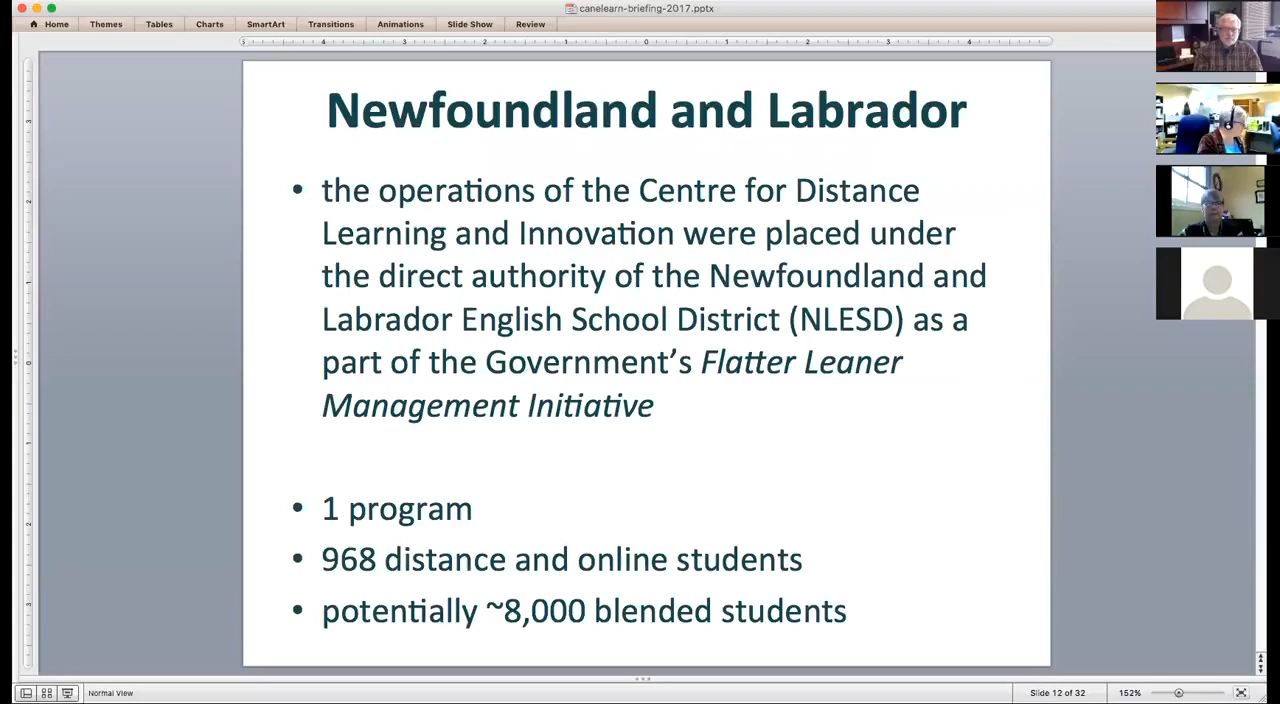 canelearn-briefing-2017.pptx
Home Themes Tables Charts SmartArt Transitions Animations Slide Show Review
Newfoundland and Labrador
• the operations of the Centre for Distance
Learning and Innovation were placed under
the direct authority of the Newfoundland and
Labrador English School District (NLESD) as a
part of the Government’s Flatter Leaner
Management Initiative
• 1 program
• 968 distance and online students
• potentially ~8,000 blended students
Normal View Slide 12 of 32 152%